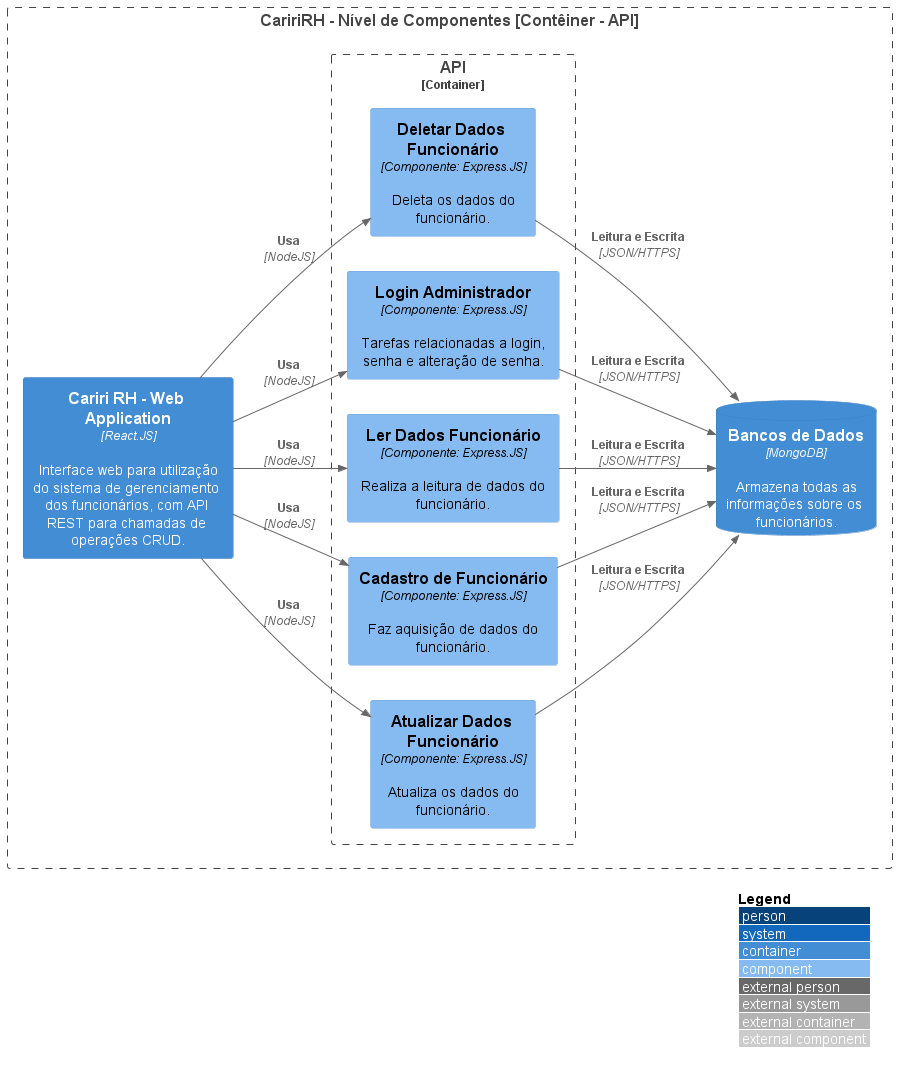 CaririRH - Nível de Componentes [Contêiner - API]
API
[Container]
Deletar Dados
Funcionário
[Componente: Express.JS]
Deleta os dados do
funcionário.
Usa
[NodeJS]
Leitura e Escrita
[JSON/HTTPS]
Login Administrador
[Componente: Express.JS]
Tarefas relacionadas a login,
senha e alteração de senha.
Usa
[NodeJS]
Leitura e Escrita
[JSON/HTTPS]
Cariri RH - Web
Application
[React.JS]
Interface web para utilização
do sistema de gerenciamento
dos funcionários, com API
REST para chamadas de
operações CRUD.
Usa
[NodeJS]
Ler Dados Funcionário
[Componente: Express.JS]
Realiza a leitura de dados do
funcionário.
Leitura e Escrita
[JSON/HTTPS]
Bancos de Dados
[MongoDB]
Armazena todas as
informações sobre os
funcionários.
Usa
[NodeJS]
Leitura e Escrita
[JSON/HTTPS]
Cadastro de Funcionário
[Componente: Express.JS]
Faz aquisição de dados do
funcionário.
Usa
[NodeJS]
Leitura e Escrita
[JSON/HTTPS]
Atualizar Dados
Funcionário
[Componente: Express.JS]
Atualiza os dados do
funcionário.
Legend
person
system
container
component
external person
external system
external container
external component